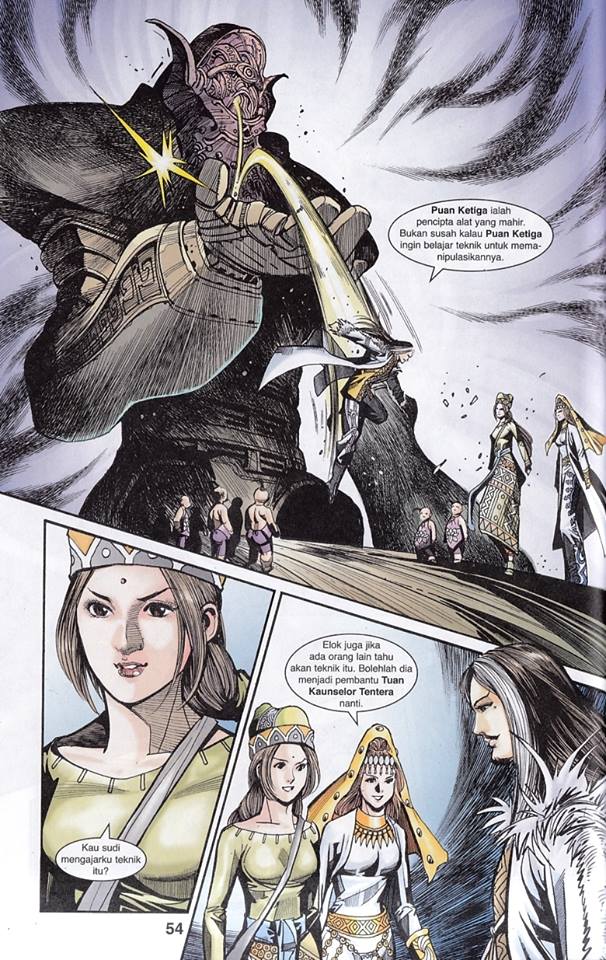 Puan Ketiga ialah
pencipta alat yang mahir.
Bukan susah kalau Puan Ketiga
ingin belajar teknik untuk mema-
nipulasikannya.
Kau sudi
mengajarku teknik
itu?
Elok juga jika
ada orang lain tahu
akan teknik itu. Bolehlah dia
menjadi pembantu Tuan
Kaunselor Tentera
nanti.
54